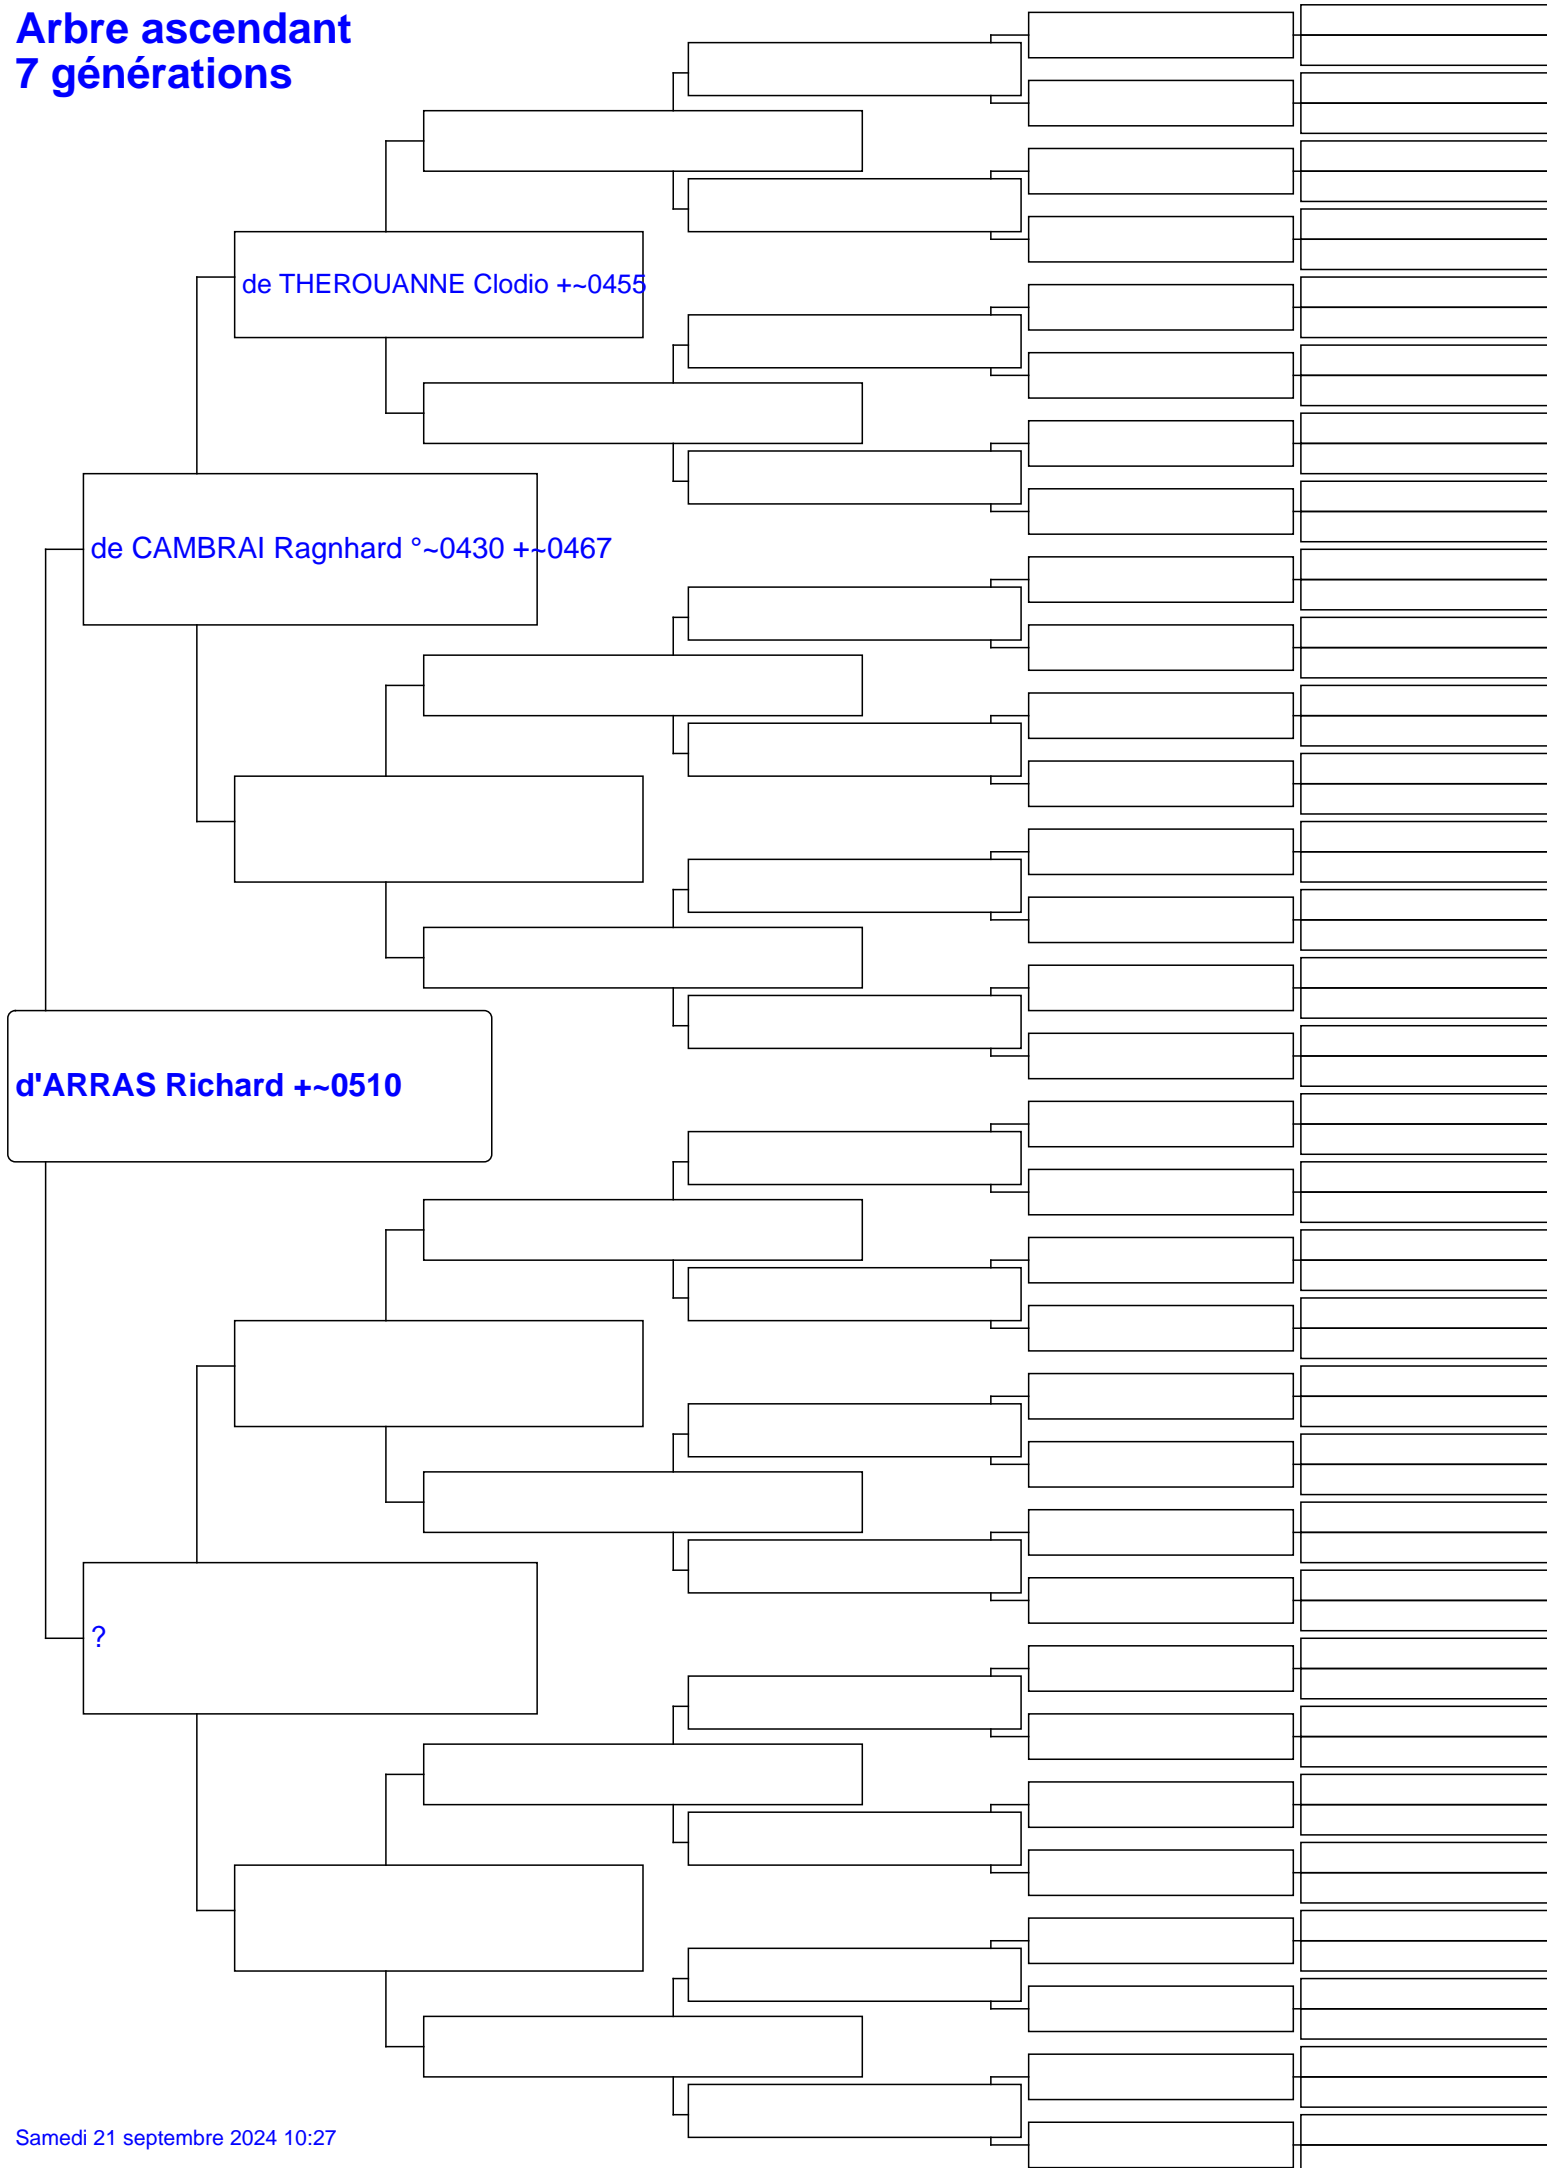 Arbre ascendant
7 générations
de THEROUANNE Clodio +~0455
de CAMBRAI Ragnhard °~0430 +~0467
d'ARRAS Richard +~0510
?
Samedi 21 septembre 2024 10:27